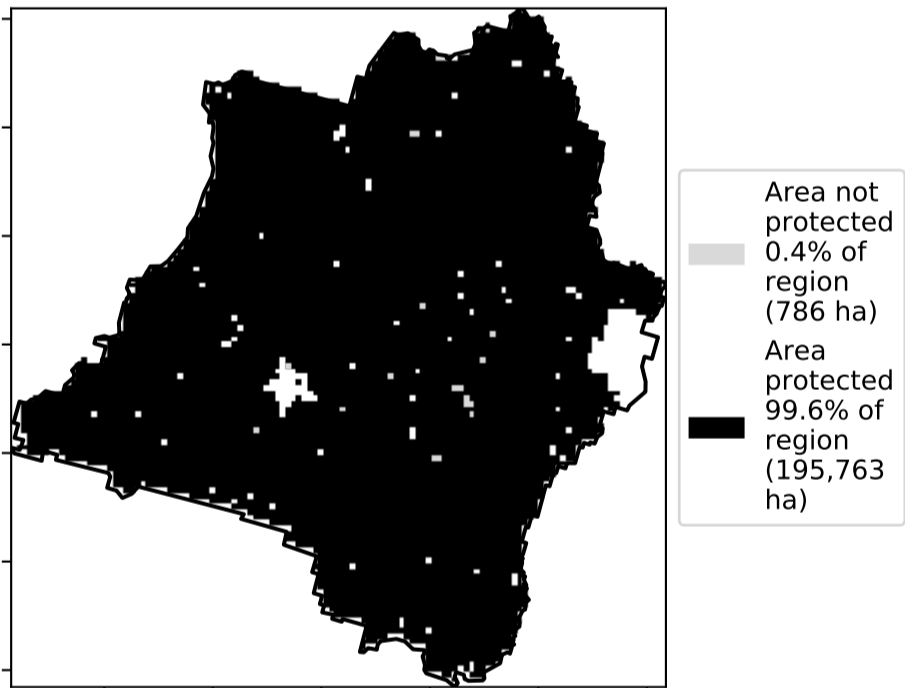 Area not
protected
0.4% of
region
(786 ha)
Area
protected
99.6% of
region
(195,763
ha)